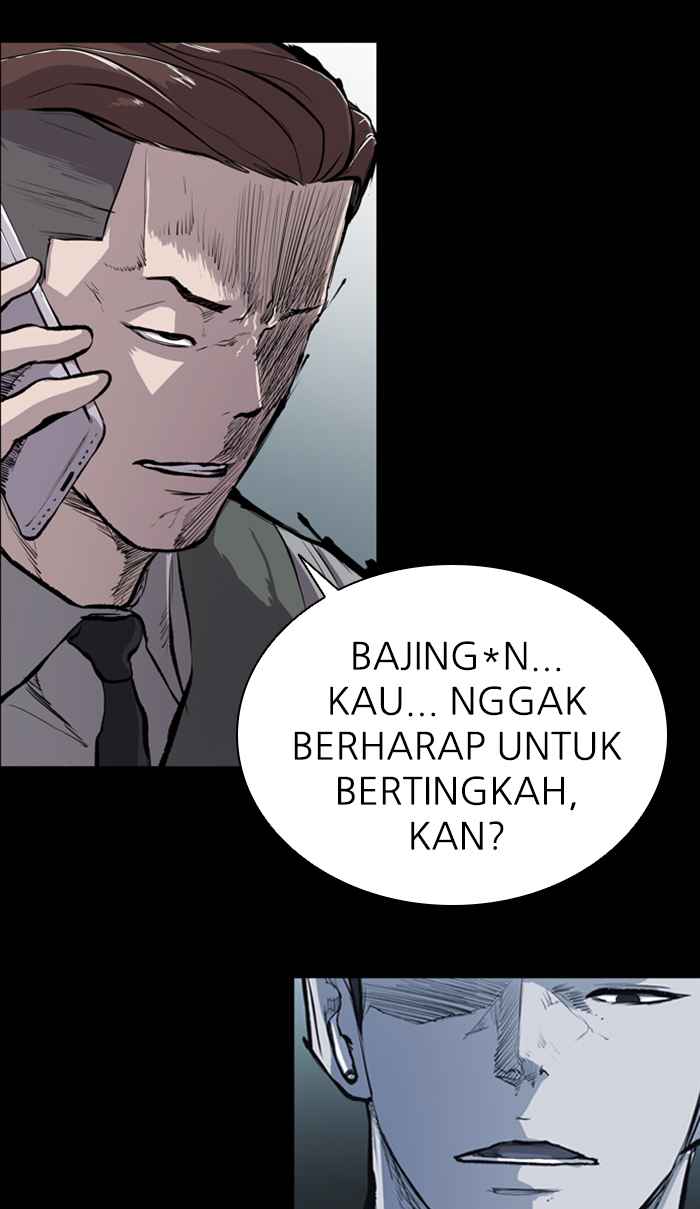 BAJING*N...
KAU... NGGAK
BERHARAP UNTUK
BERTINGKAH,
KAN?